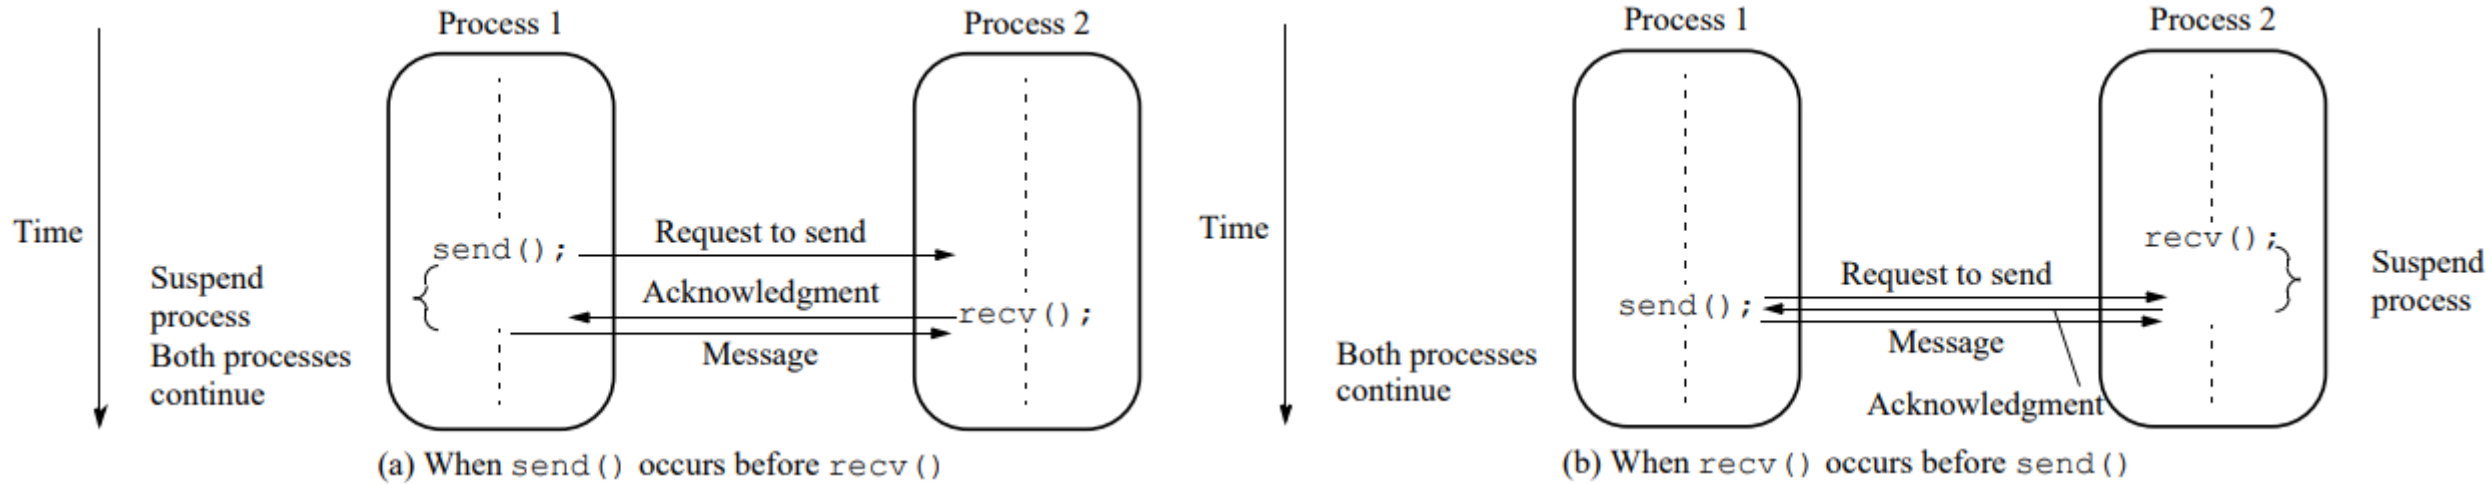 Process 1
Process 2
Time
send();
Request to send
Suspend
process
Acknowledgment
recv();
Message
Both processes
continue
(a) When send() occurs before recv()
Process 1
Process 2
Time
recv();
Suspend
process
Request to send
send();
Message
Both processes
continue
Acknowledgment
(b) When recv() occurs before send()